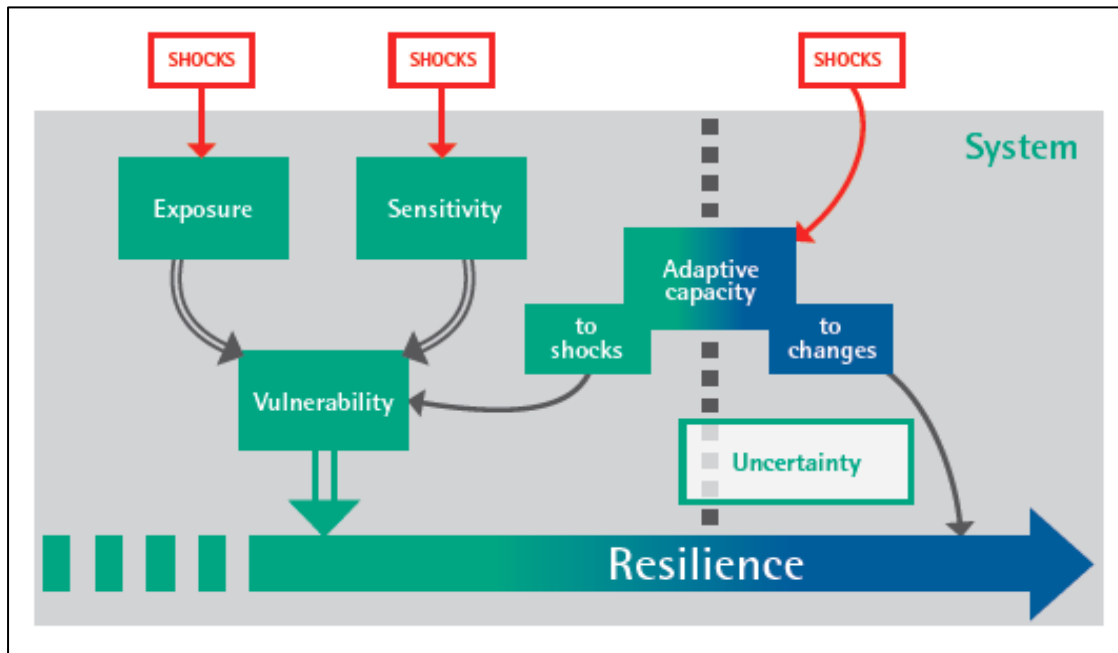 SHOCKS
SHOCKS
SHOCKS
System
Exposure
Sensitivity
Adaptive
capacity
to
shocks
to
changes
Vulnerability
Uncertainty
Resilience